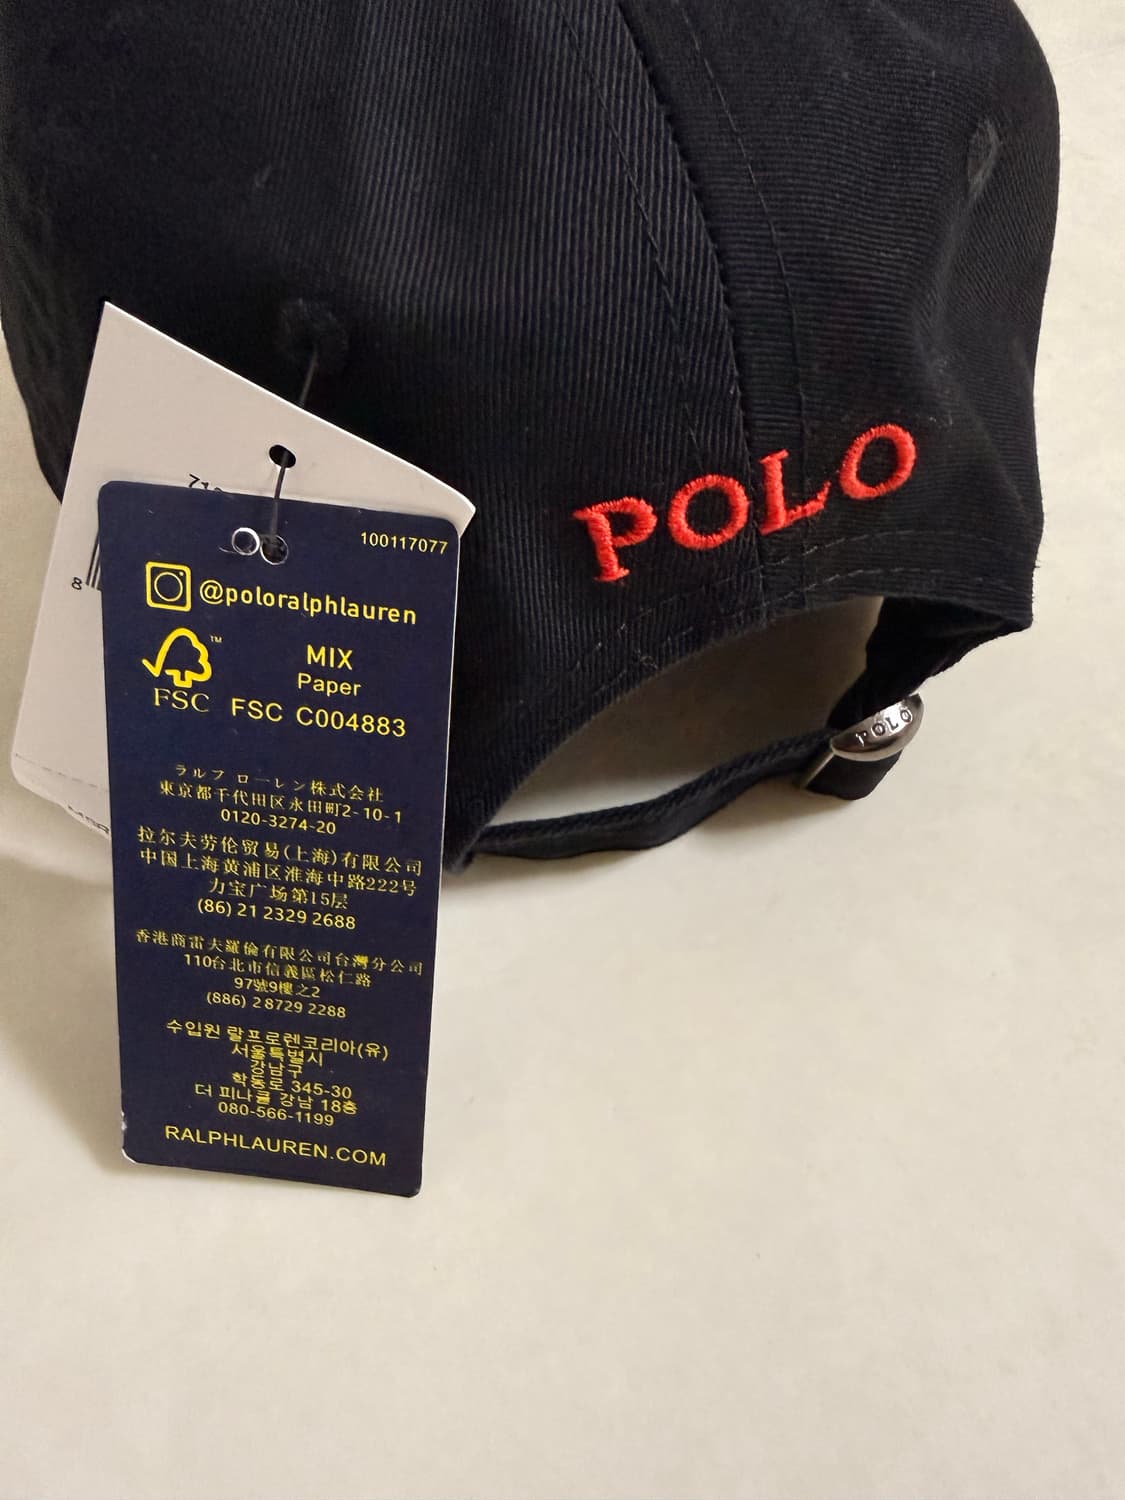 POLO
POLO
71
8
100117077
@poloralphlauren
MIX
Paper
FSC
FSC C004883
ラルフ ローレン株式会社
東京都千代田区永田町2-10-1
0120-3274-20
拉尔夫劳伦贸易(上海)有限公司
中国上海黄浦区淮海中路222号
力宝广场第15层
(86) 21 2329 2688
香港商雷夫羅倫有限公司台灣分公司
110台北市信義區松仁路
97號9樓之2
(886) 2 8729 2288
수입원 랄프로렌코리아(유)
서울특별시
강남구
학동로 345-30
더 피나클 강남 18층
080-566-1199
RALPHLAUREN.COM